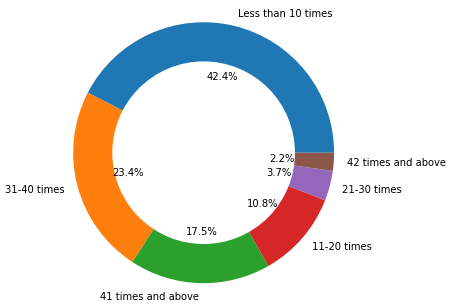 Less than 10 times
42.4%
2.2%
42 times and above
23.4%
3.7%
31-40 times
21-30 times
10.8%
17.5%
11-20 times
41 times and above